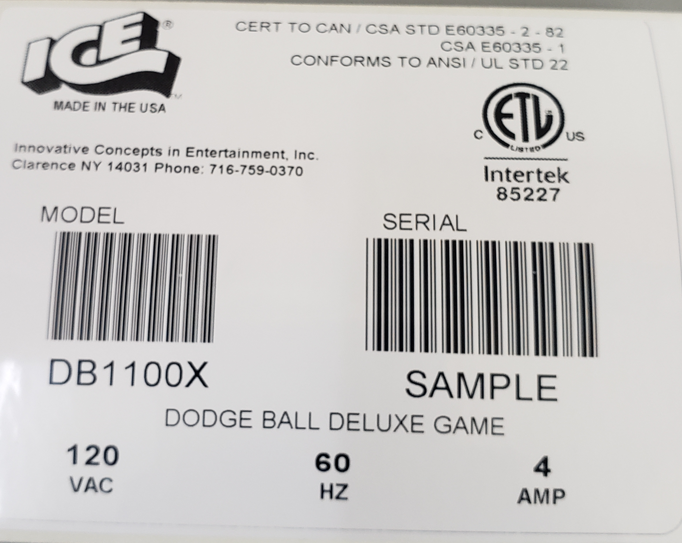 ICE®
MADE IN THE USA™
CERT TO CAN / CSA STD E60335 - 2 - 82
CSA E60335 - 1
CONFORMS TO ANSI / UL STD 22
C ETL US
LISTED
Intertek
85227
Innovative Concepts in Entertainment, Inc.
Clarence NY 14031 Phone: 716-759-0370
MODEL
DB1100X
SERIAL
SAMPLE
DODGE BALL DELUXE GAME
120 60 4
VAC HZ AMP